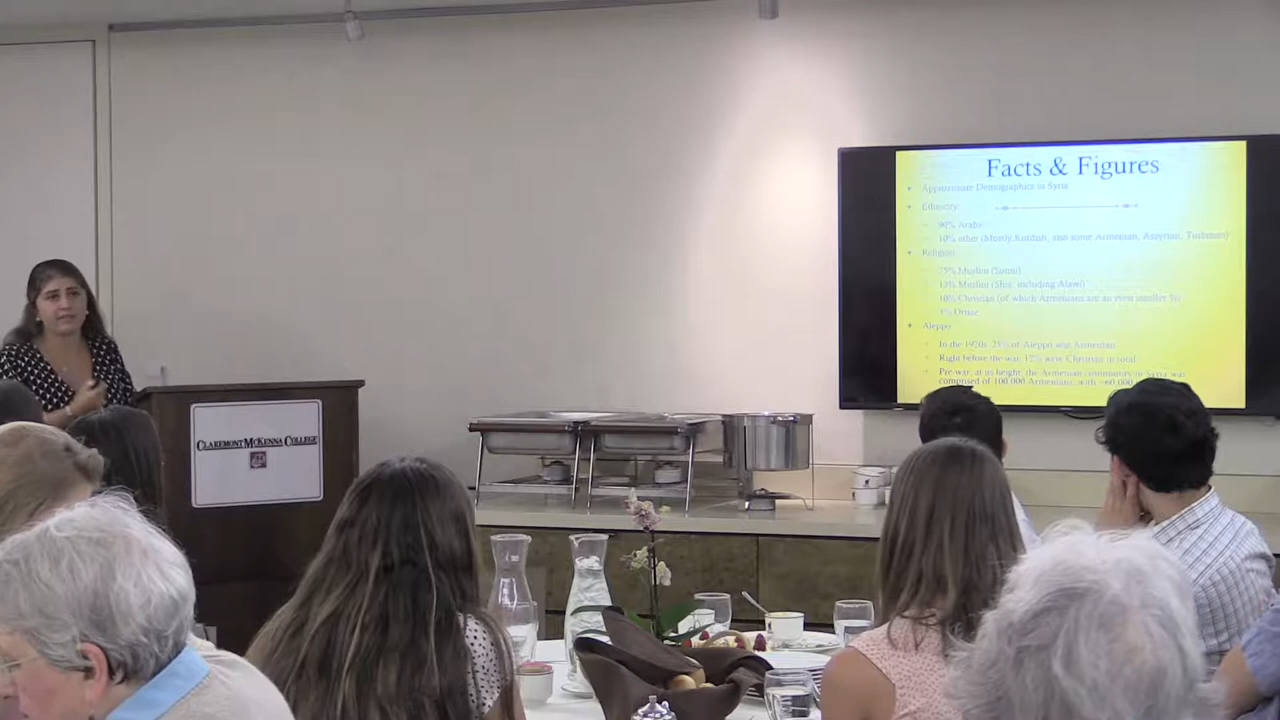 CLAREMONT MCKENNA COLLEGE
Facts & Figures
Approximate Demographics in Syria
Ethnicity:
90% Arabs
10% other (Mostly Kurdish, also some Armenian, Assyrian, Turkmen)
Religion:
75% Muslim (Sunni)
13% Muslim (Shia, including Alawi)
10% Christian (of which Armenians are an even smaller %)
3% Druze
Aleppo:
In the 1920s, 25% of Aleppo was Armenian
Right before the war, 12% were Christian in total
Pre-war, at its height, the Armenian community in Syria was
comprised of 100,000 Armenians, with ~60,000